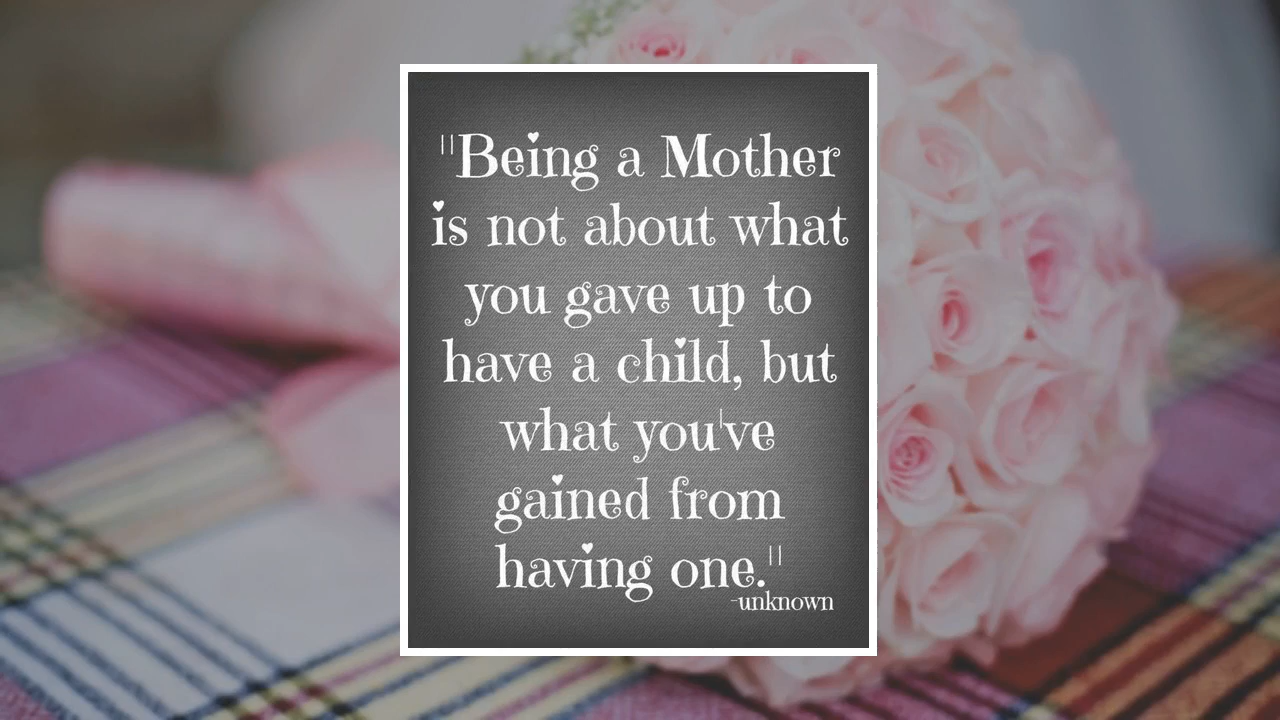 "Being a Mother
is not about what
you gave up to
have a child, but
what you've
gained from
having one."
-unknown